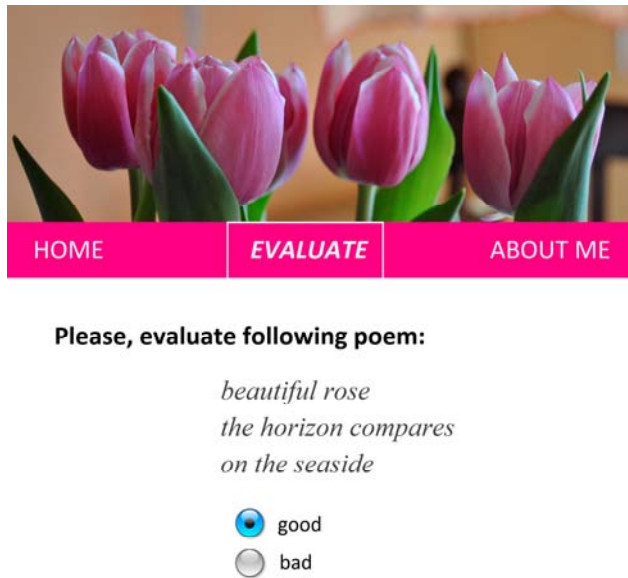 HOME EVALUATE ABOUT ME
Please, evaluate following poem:
beautiful rose
the horizon compares
on the seaside
good
bad